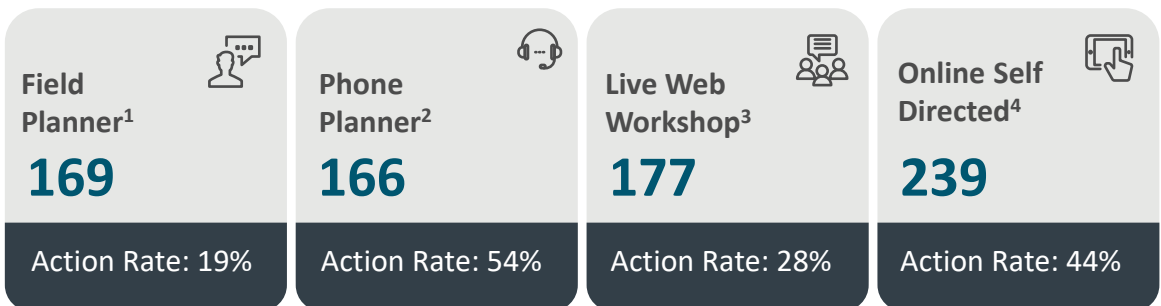 Field
Planner¹
169
Action Rate: 19%
Phone
Planner²
166
Action Rate: 54%
Live Web
Workshop³
177
Action Rate: 28%
Online Self
Directed⁴
239
Action Rate: 44%